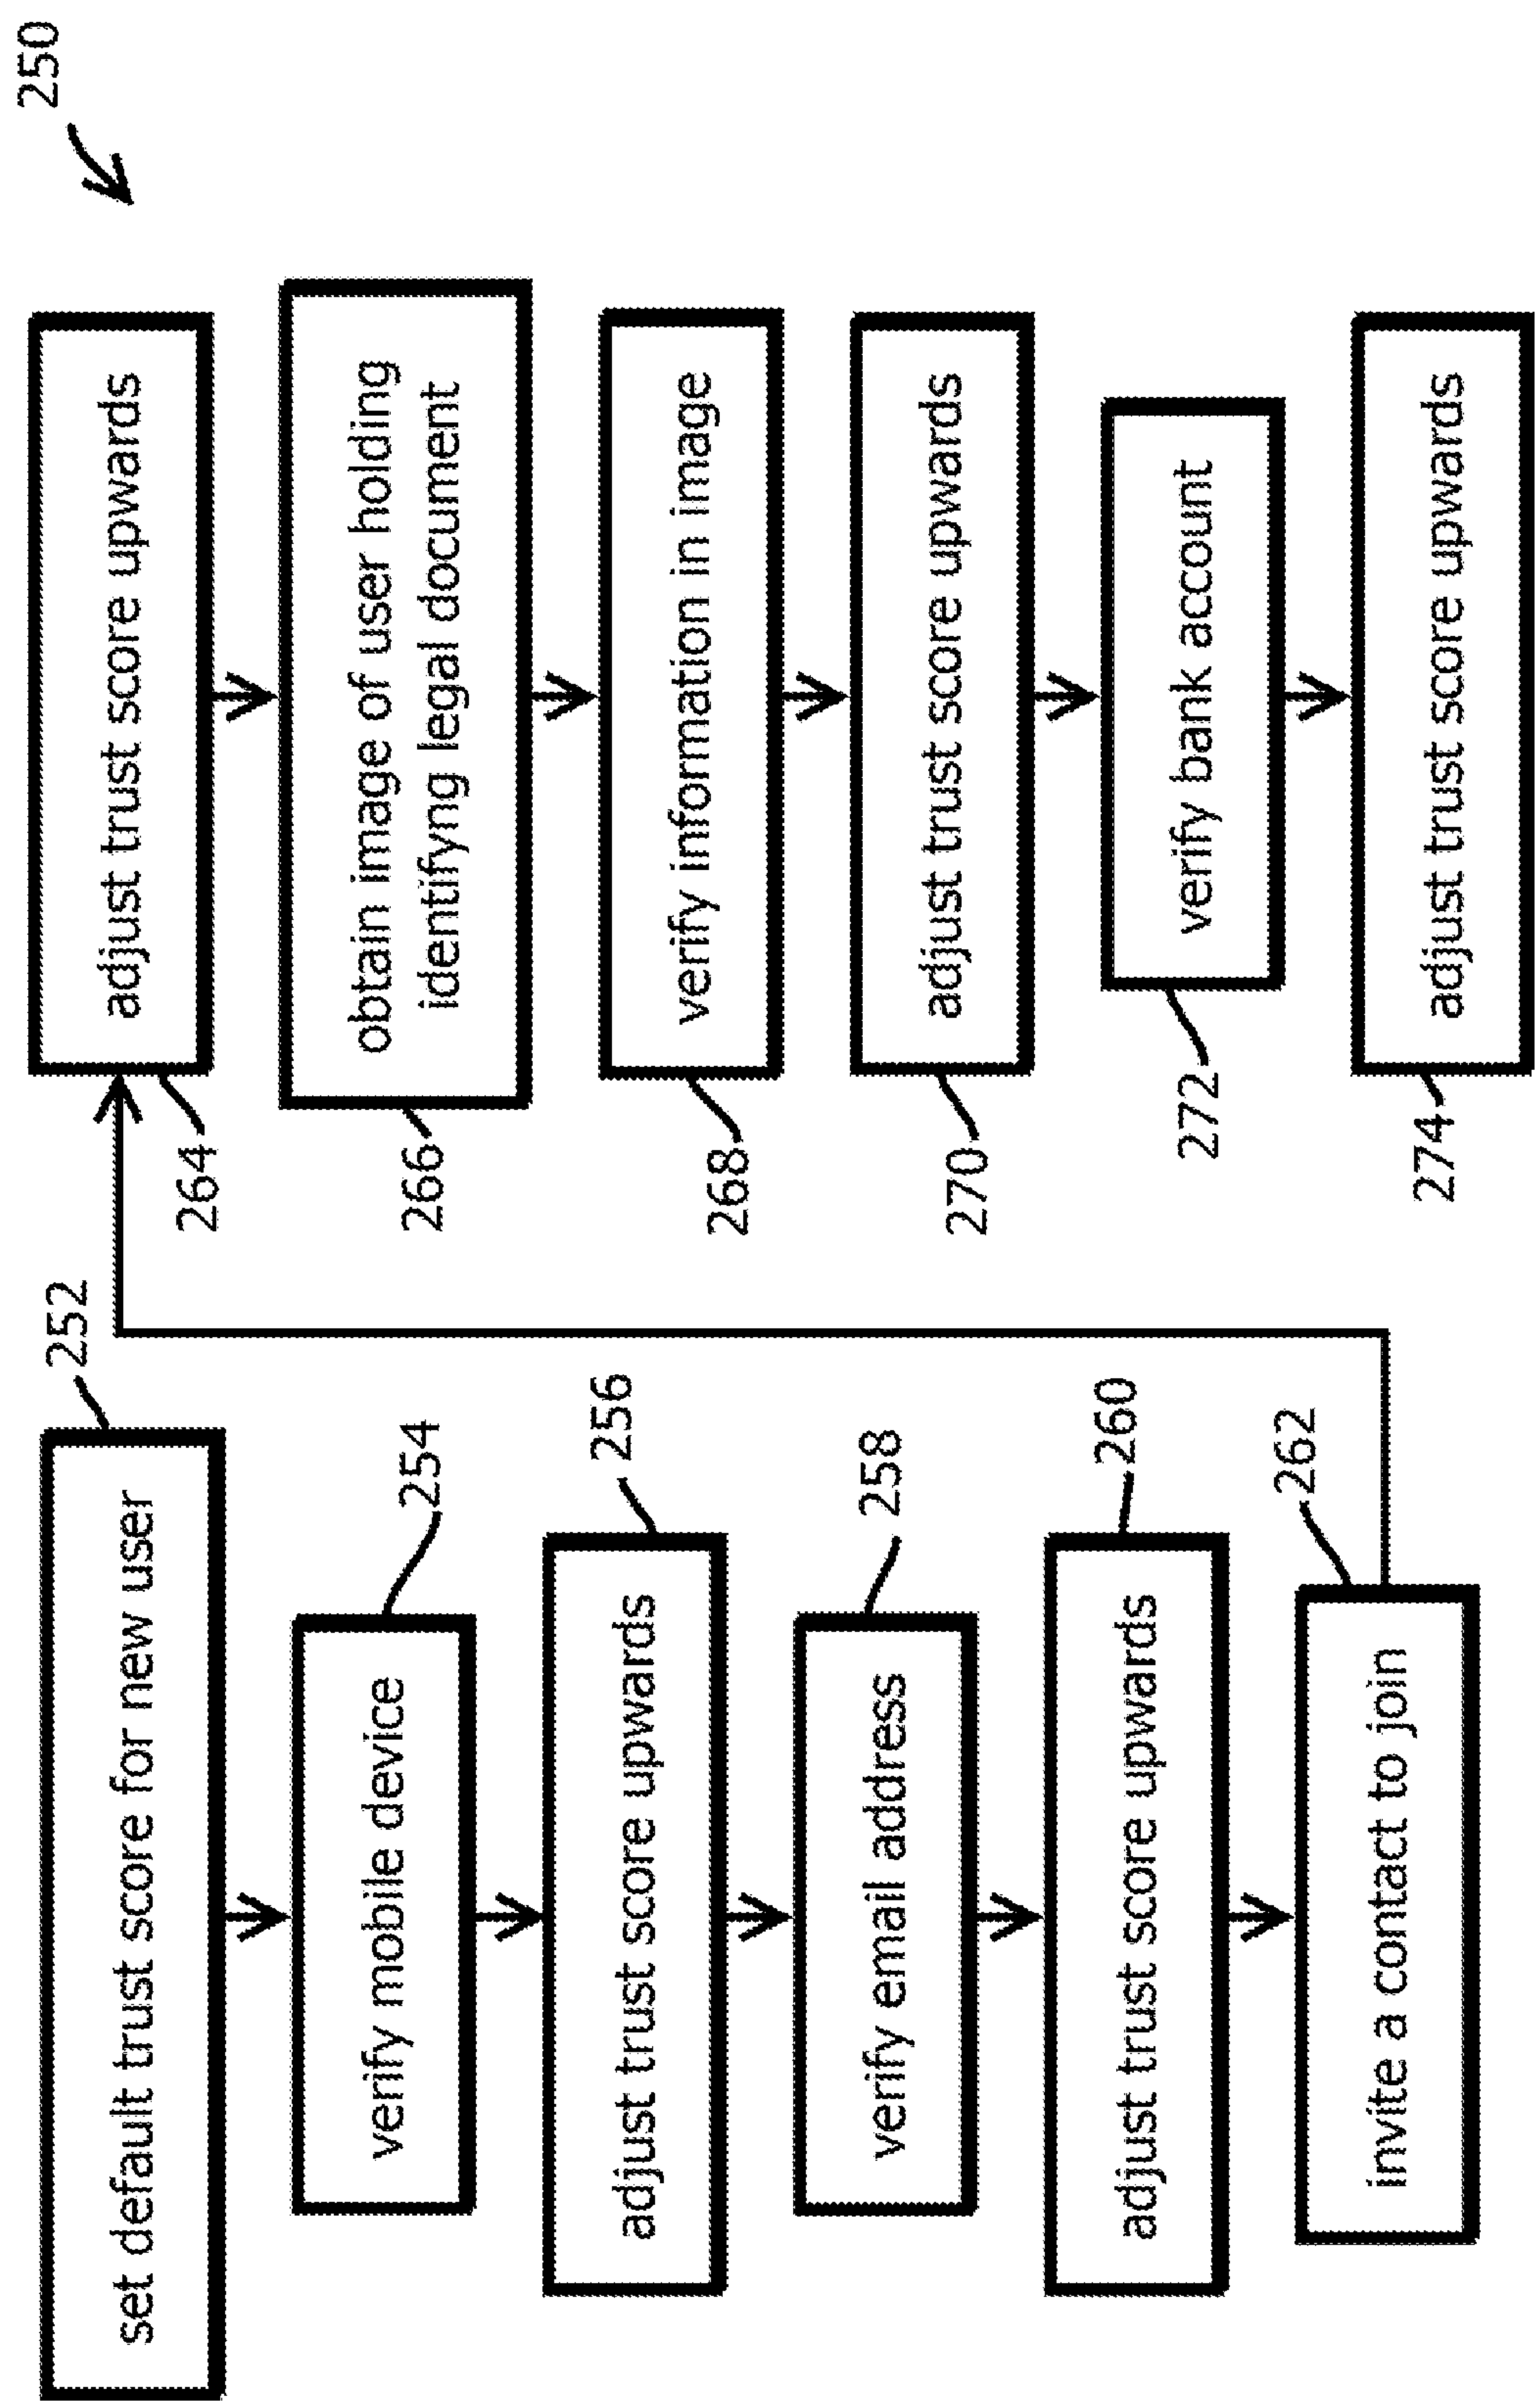 250
252
set default trust score for new user
254
verify mobile device
256
adjust trust score upwards
258
verify email address
260
adjust trust score upwards
262
invite a contact to join
264
adjust trust score upwards
266
obtain image of user holding
identifyng legal document
268
verify information in image
270
adjust trust score upwards
272
verify bank account
274
adjust trust score upwards